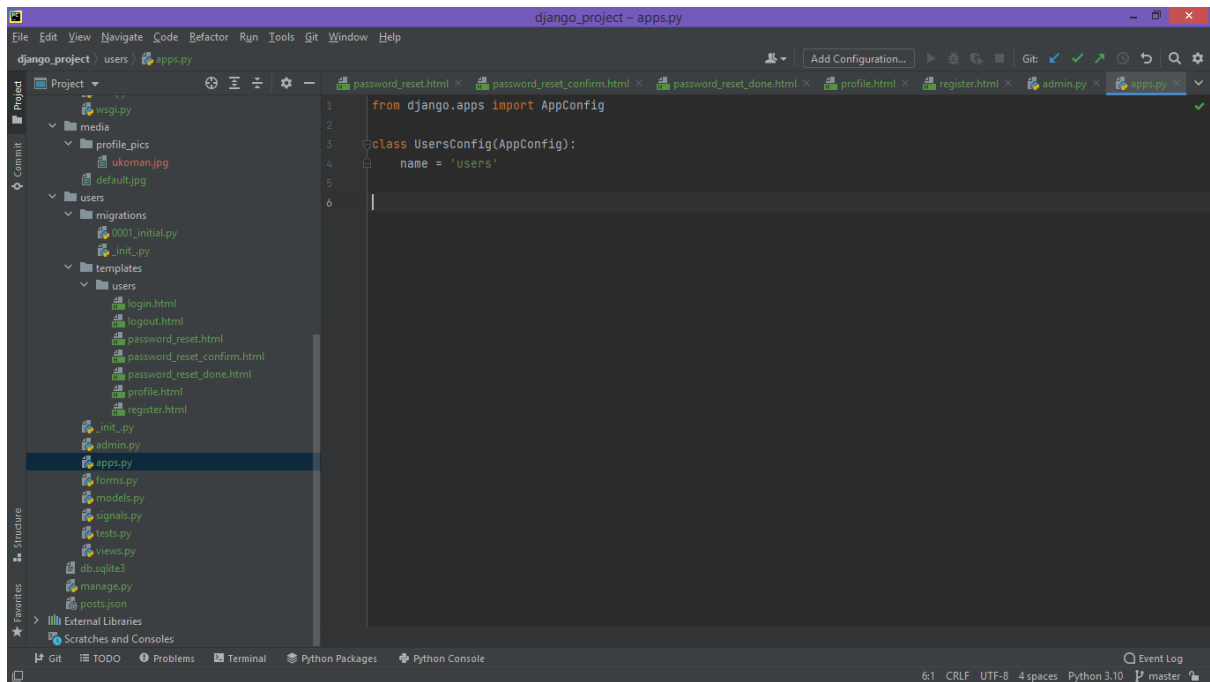 django_project – apps.py
File Edit View Navigate Code Refactor Run Tools Git Window Help
django_project users apps.py
Add Configuration...
Git:
Project
password_reset.html
password_reset_confirm.html
password_reset_done.html
profile.html
register.html
admin.py
apps.py
Project
Commit
Structure
Favorites
wsgi.py
media
profile_pics
ukoman.jpg
default.jpg
users
migrations
0001_initial.py
_init_.py
templates
users
login.html
logout.html
password_reset.html
password_reset_confirm.html
password_reset_done.html
profile.html
register.html
_init_.py
admin.py
apps.py
forms.py
models.py
signals.py
tests.py
views.py
db.sqlite3
manage.py
posts.json
External Libraries
Scratches and Consoles
1 from django.apps import AppConfig
2
3 class UsersConfig(AppConfig):
4 name = 'users'
5
6
Git TODO Problems Terminal Python Packages Python Console Event Log
6:1 CRLF UTF-8 4 spaces Python 3.10 master